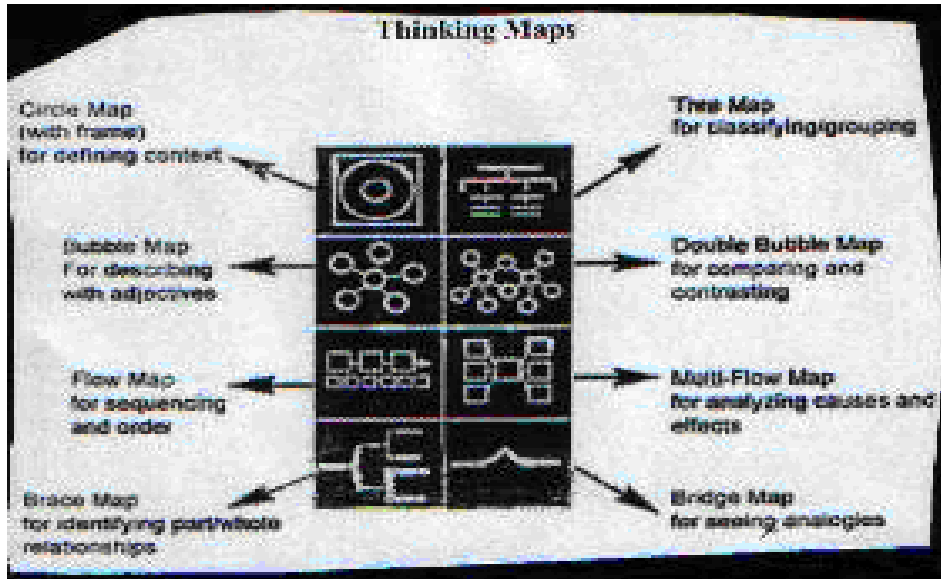 Thinking Maps
Circle Map
(with frame)
for defining context
Tree Map
for classifying/grouping
Bubble Map
For describing
with adjectives
Double Bubble Map
for comparing and
contrasting
Flow Map
for sequencing
and order
Multi-Flow Map
for analyzing causes and
effects
Brace Map
for identifying part/whole
relationships
Bridge Map
for seeing analogies